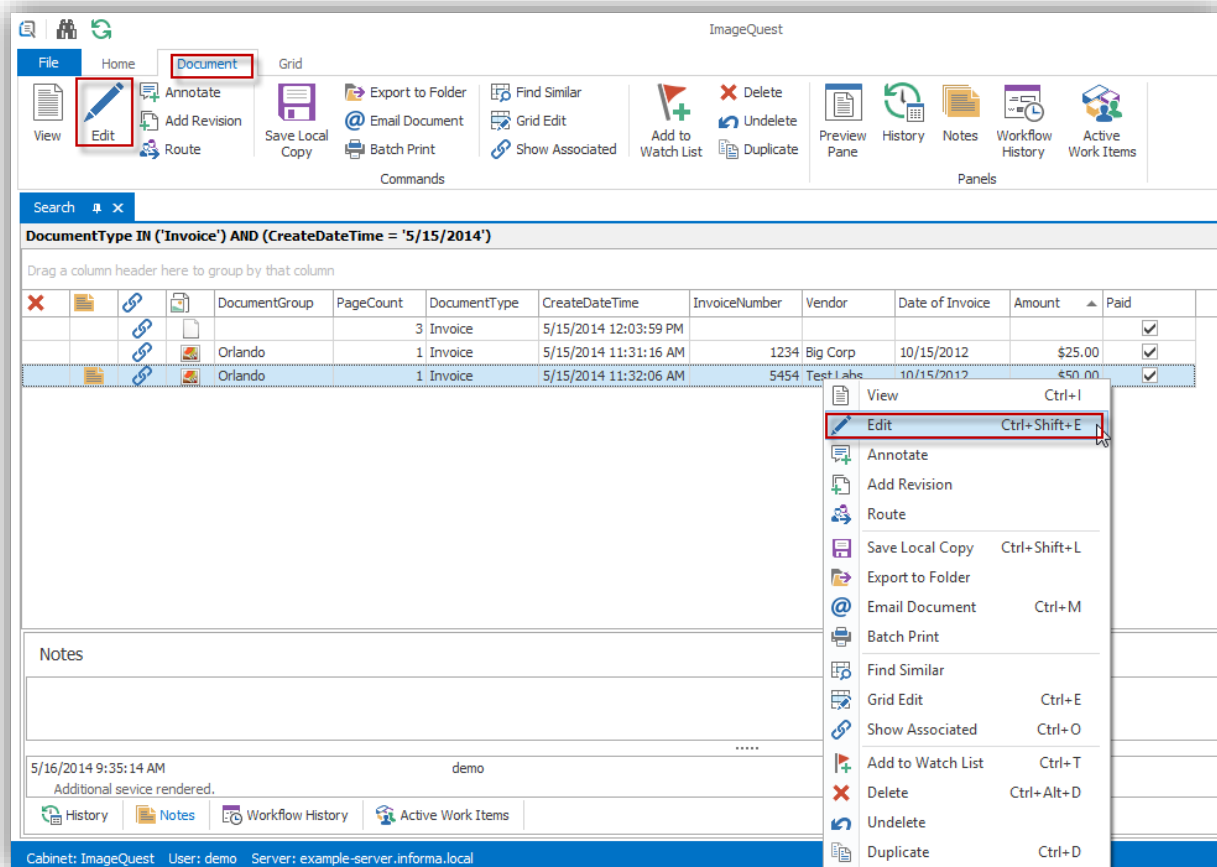 ImageQuest
File Home Document Grid
View
Edit
Annotate
Add Revision
Route
Save Local Copy
Export to Folder
Email Document
Batch Print
Find Similar
Grid Edit
Show Associated
Add to Watch List
Delete
Undelete
Duplicate
Preview Pane
History
Notes
Workflow History
Active Work Items
Commands
Panels
Search
DocumentType IN ('Invoice') AND (CreateDateTime = '5/15/2014')
Drag a column header here to group by that column
DocumentGroup PageCount DocumentType CreateDateTime InvoiceNumber Vendor Date of Invoice Amount Paid
3 Invoice 5/15/2014 12:03:59 PM
Orlando 1 Invoice 5/15/2014 11:31:16 AM 1234 Big Corp 10/15/2012 $25.00
Orlando 1 Invoice 5/15/2014 11:32:06 AM 5454 Test Labs 10/15/2012 $50.00
View Ctrl+I
Edit Ctrl+Shift+E
Annotate
Add Revision
Route
Save Local Copy Ctrl+Shift+L
Export to Folder
Email Document Ctrl+M
Batch Print
Find Similar
Grid Edit Ctrl+E
Show Associated Ctrl+O
Add to Watch List Ctrl+T
Delete Ctrl+Alt+D
Undelete
Duplicate Ctrl+D
Notes
5/16/2014 9:35:14 AM demo
Additional sevice rendered.
History Notes Workflow History Active Work Items
Cabinet: ImageQuest User: demo Server: example-server.informa.local